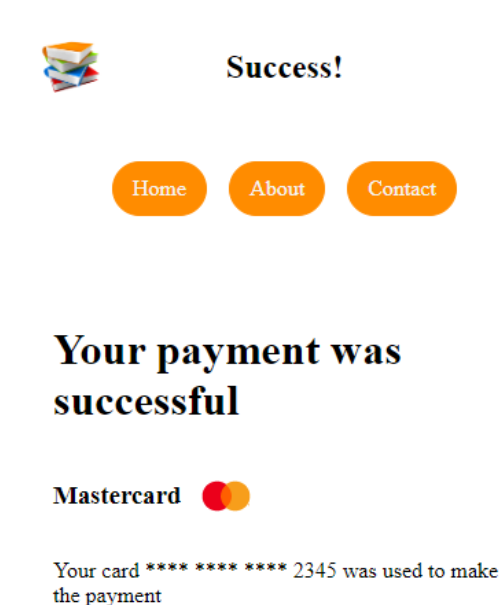 Success!
Home About Contact
Your payment was
successful
Mastercard
Your card **** **** **** 2345 was used to make
the payment